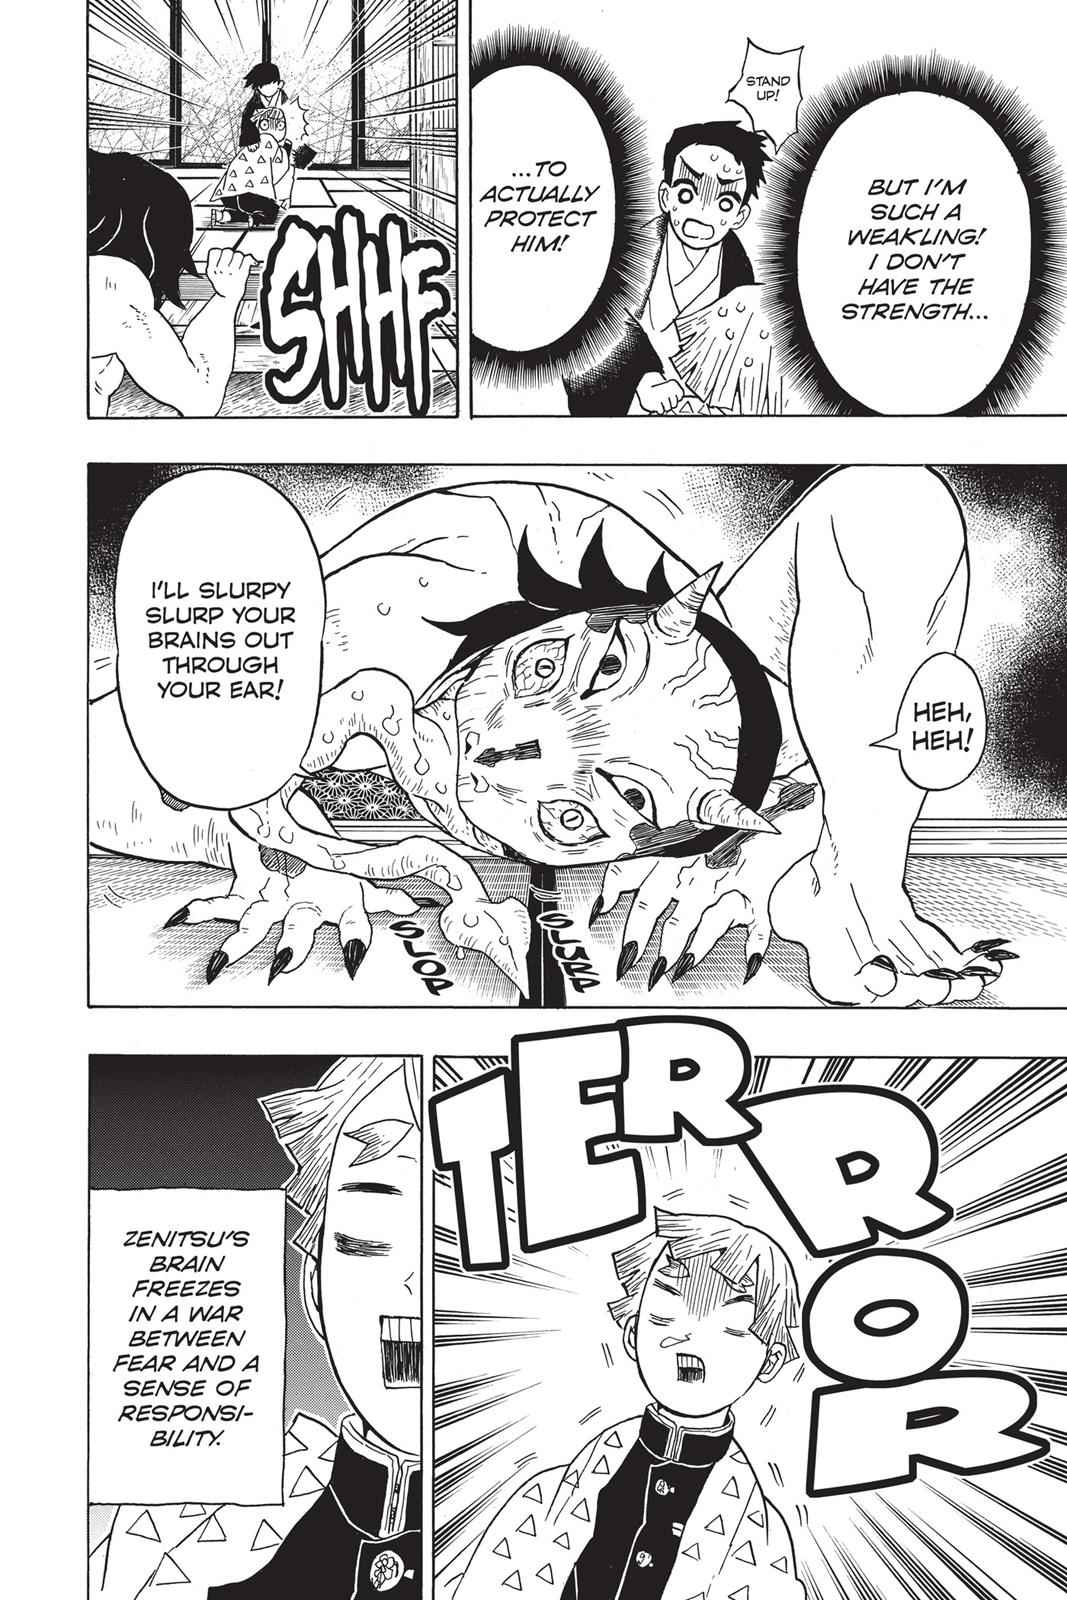 BUT I'M
SUCH A
WEAKLING!
I DON'T
HAVE THE
STRENGTH...
STAND
UP!
...TO
ACTUALLY
PROTECT
HIM!
SHHF
HEH,
HEH!
I'LL SLURPY
SLURP YOUR
BRAINS OUT
THROUGH
YOUR EAR!
SLURP
SLOP
TERROR
ZENITSU'S
BRAIN
FREEZES
IN A WAR
BETWEEN
FEAR AND A
SENSE OF
RESPONSI-
BILITY.